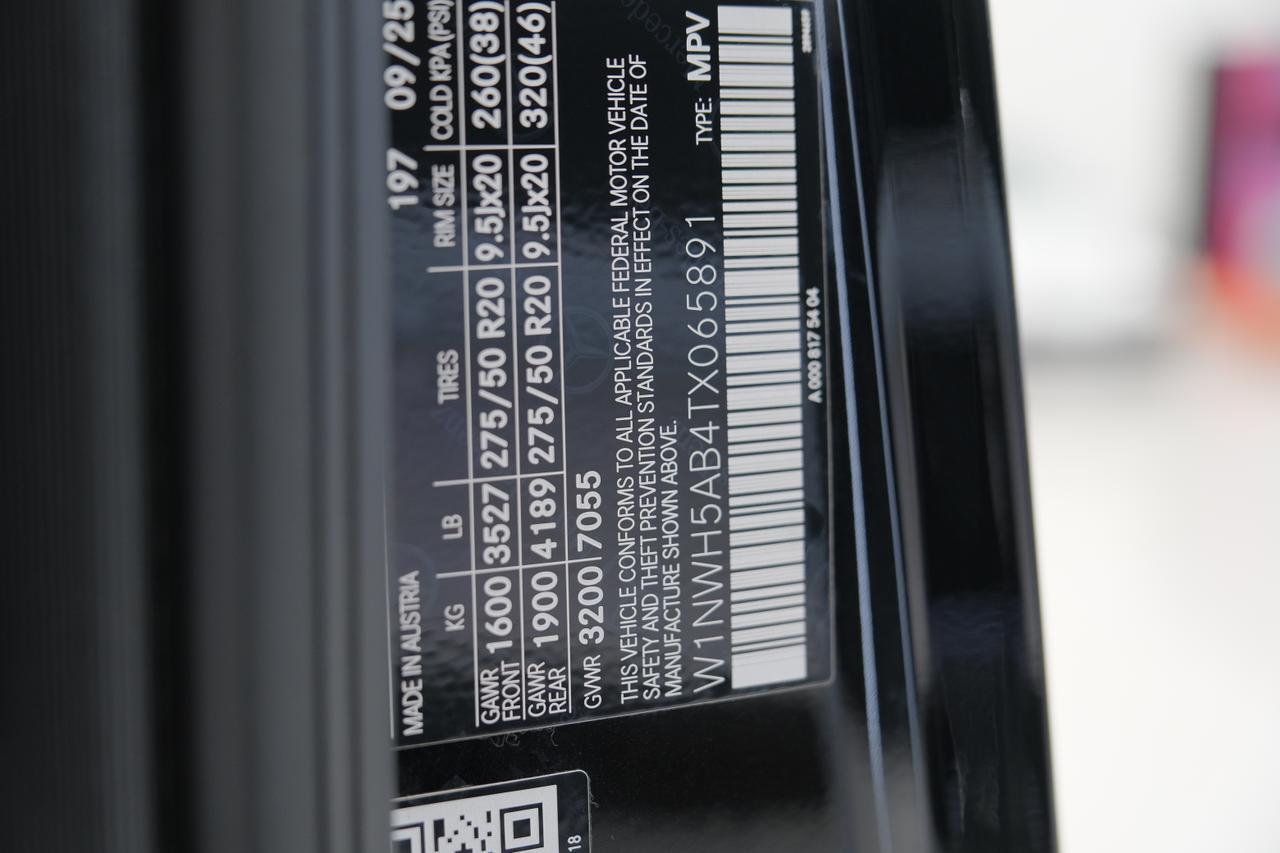 197 09/25
MADE IN AUSTRIA
KG LB TIRES RIM SIZE COLD KPA (PSI)
GAWR FRONT 1600 3527 275/50 R20 9.5Jx20 260(38)
GAWR REAR 1900 4189 275/50 R20 9.5Jx20 320(46)
GVWR 3200 7055
THIS VEHICLE CONFORMS TO ALL APPLICABLE FEDERAL MOTOR VEHICLE
SAFETY AND THEFT PREVENTION STANDARDS IN EFFECT ON THE DATE OF
MANUFACTURE SHOWN ABOVE.
W1NWH5AB4TX065891 TYPE: MPV
A 000 817 54 04
18